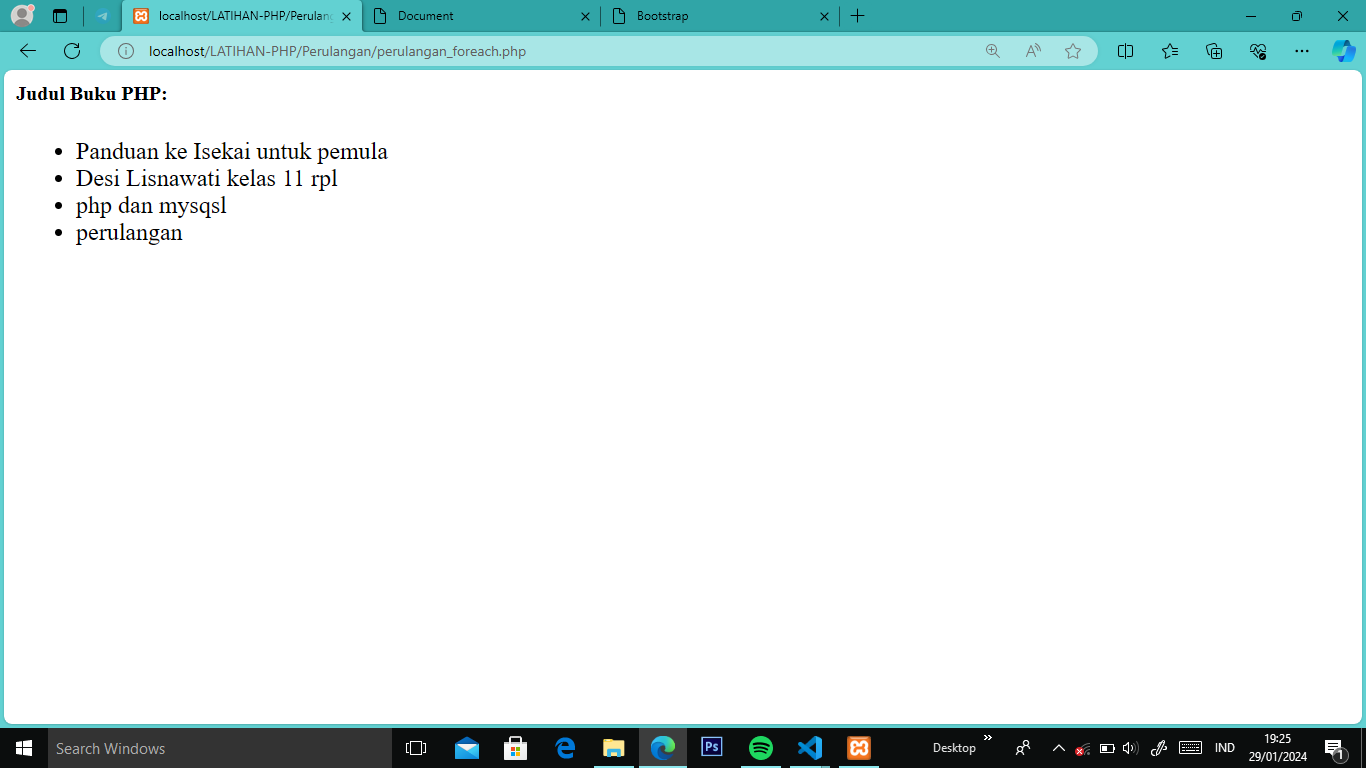 localhost/LATIHAN-PHP/Perulang
Document
Bootstrap
localhost/LATIHAN-PHP/Perulangan/perulangan_foreach.php
Judul Buku PHP:
Panduan ke Isekai untuk pemula
Desi Lisnawati kelas 11 rpl
php dan mysqsl
perulangan
Search Windows
Ps
Desktop
IND
19:25
29/01/2024
1